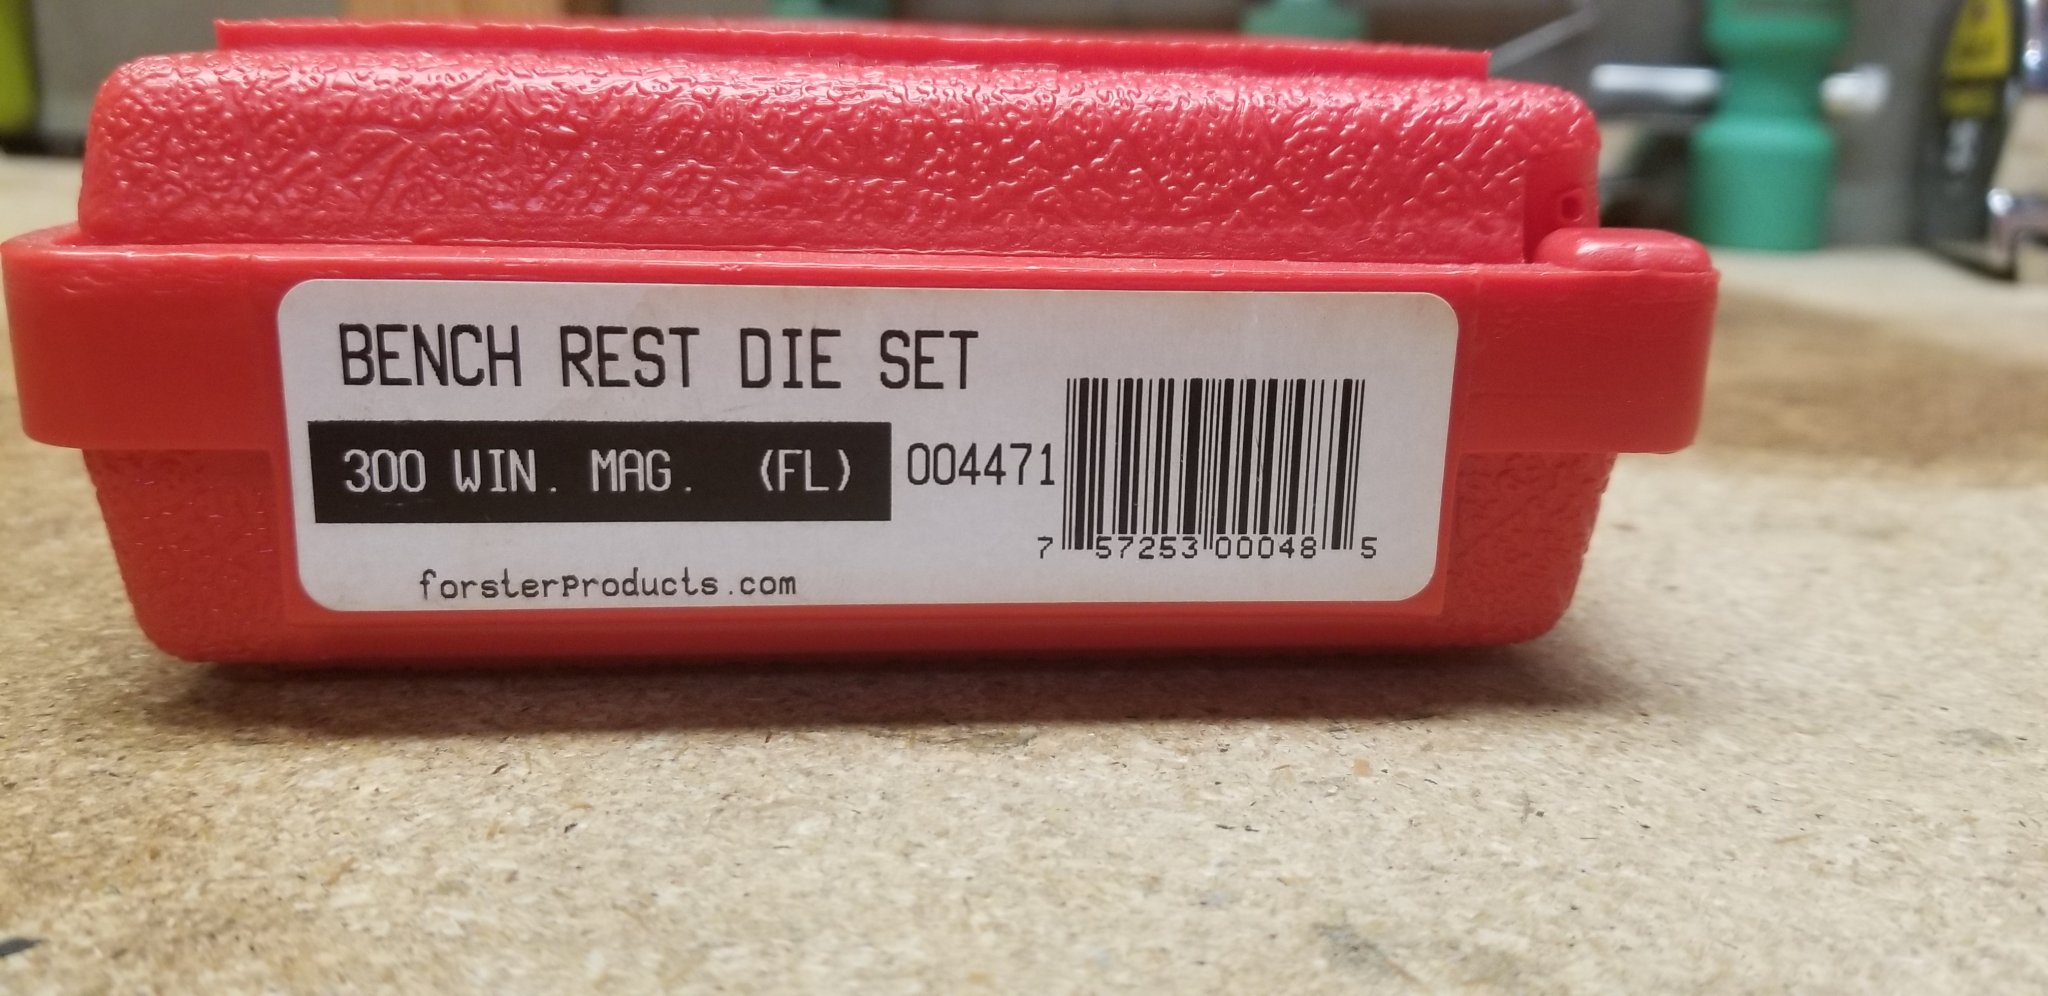 BENCH REST DIE SET
300 WIN. MAG. (FL) 004471
7 57253 00048 5
forsterproducts.com